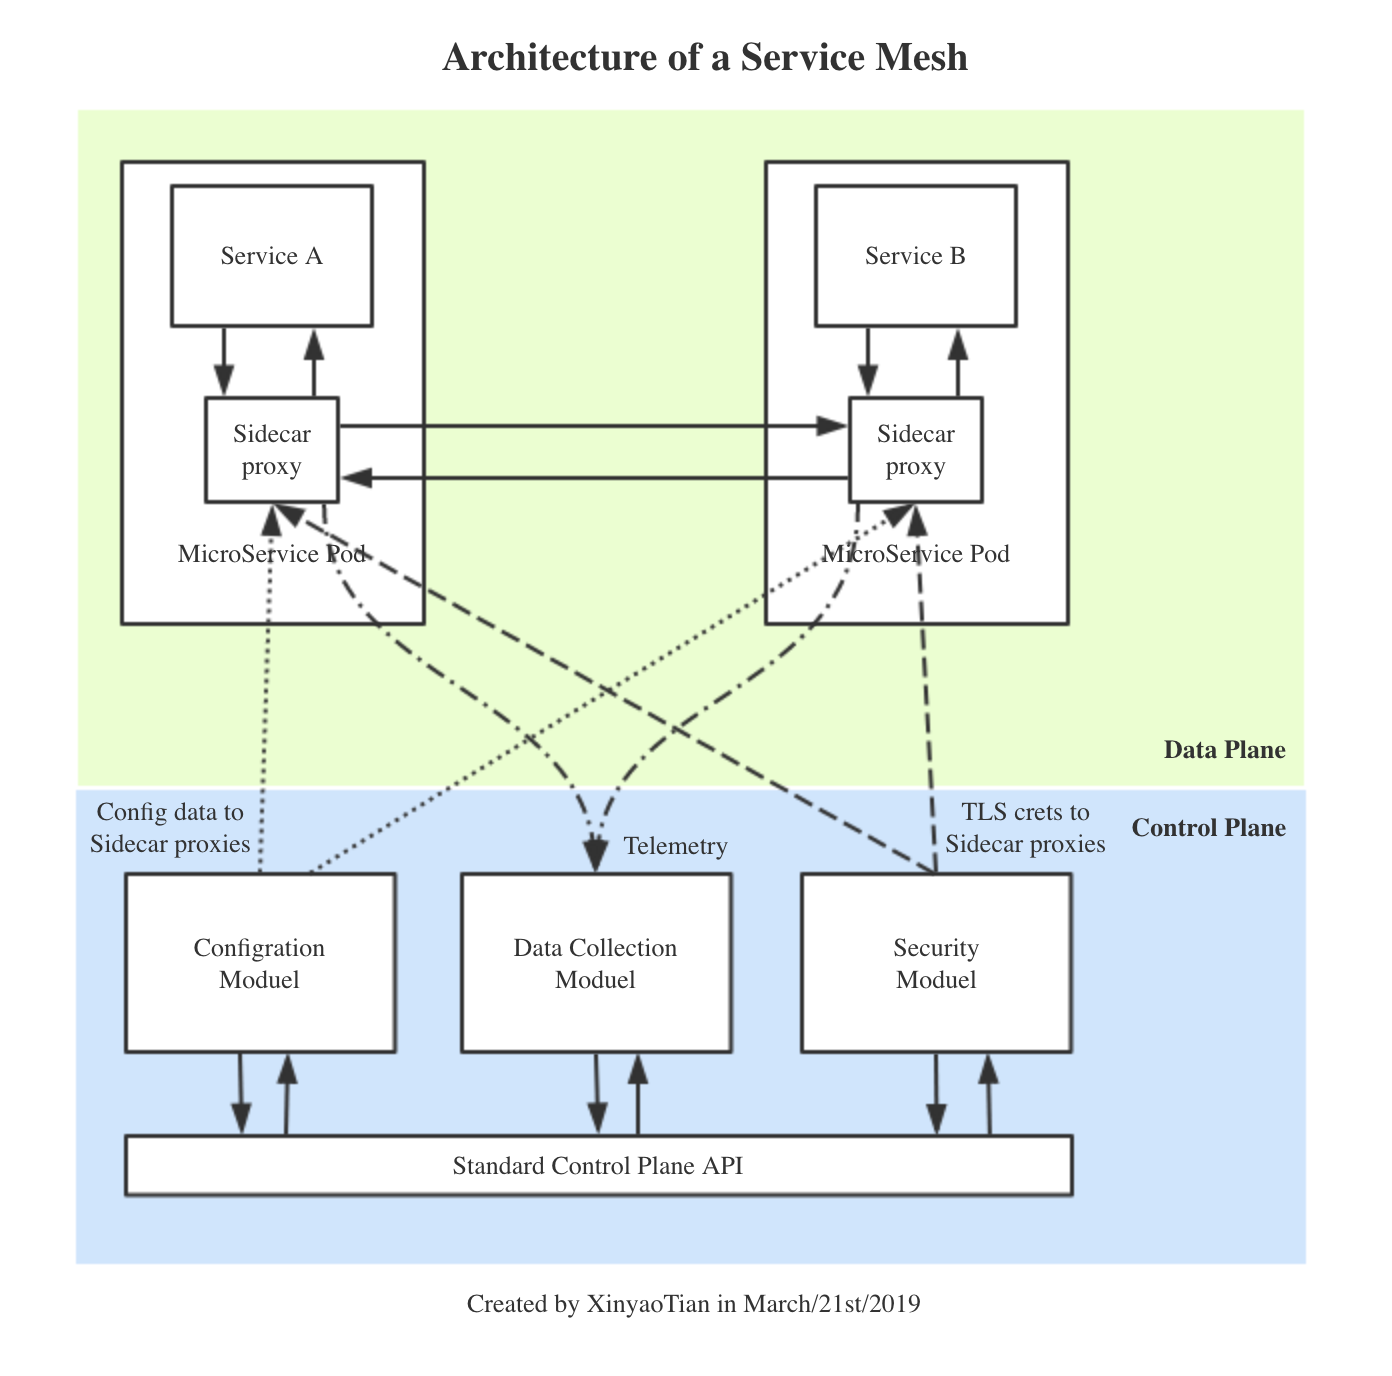 Architecture of a Service Mesh
Service A
Service B
Sidecar
proxy
Sidecar
proxy
MicroService Pod
MicroService Pod
Data Plane
Config data to
Sidecar proxies
Telemetry
TLS crets to
Sidecar proxies
Control Plane
Configration
Moduel
Data Collection
Moduel
Security
Moduel
Standard Control Plane API
Created by XinyaoTian in March/21st/2019